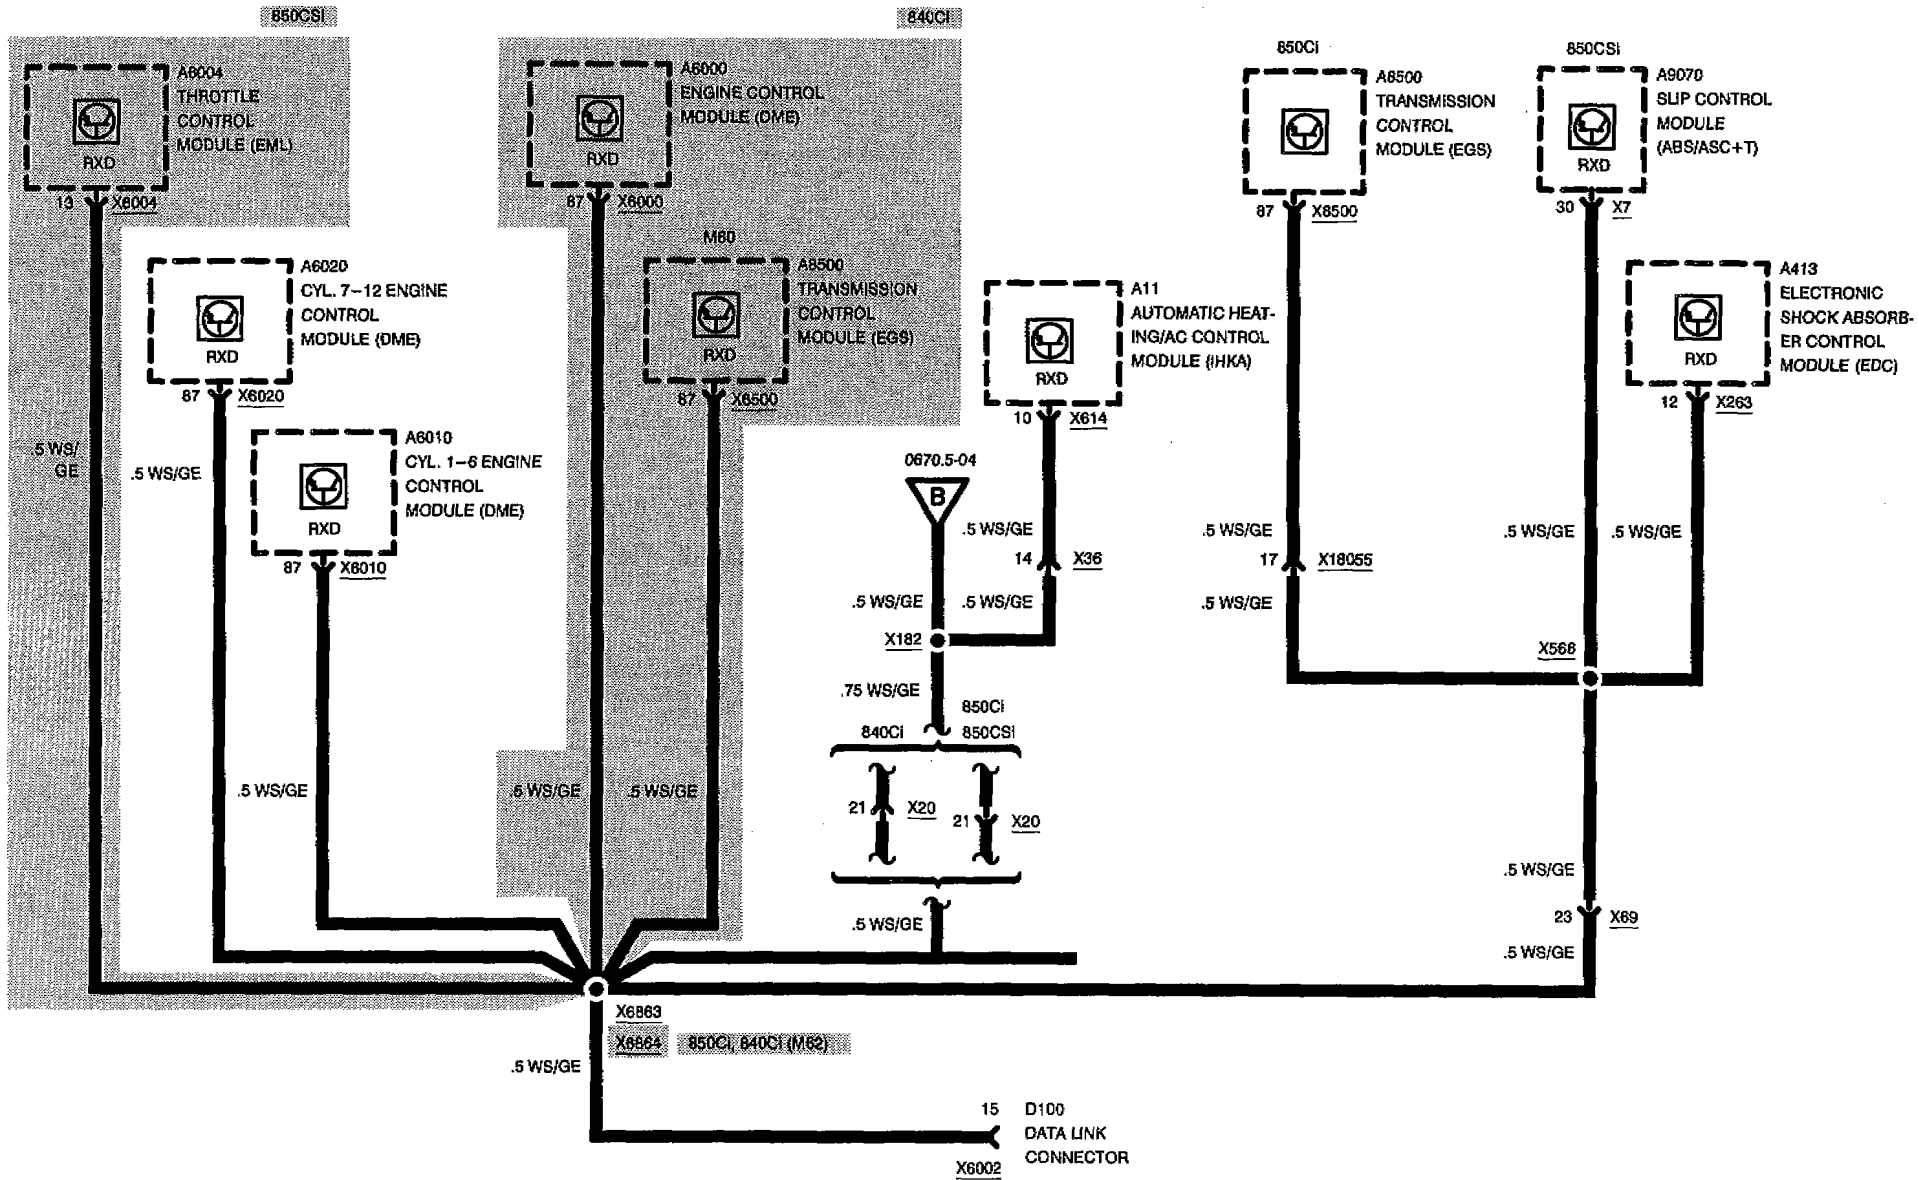 850CSi
840Ci
850Ci
850CSi
A6004
THROTTLE
CONTROL
MODULE (EML)
RXD
13
X6004
A6000
ENGINE CONTROL
MODULE (DME)
RXD
87
X6000
A8500
TRANSMISSION
CONTROL
MODULE (EGS)
RXD
87
X8500
A9070
SLIP CONTROL
MODULE
(ABS/ASC+T)
RXD
30
X7
A6020
CYL. 7-12 ENGINE
CONTROL
MODULE (DME)
RXD
87
X6020
M60
A8500
TRANSMISSION
CONTROL
MODULE (EGS)
RXD
87
X8500
A11
AUTOMATIC HEAT-
ING/AC CONTROL
MODULE (IHKA)
RXD
10
X614
A413
ELECTRONIC
SHOCK ABSORB-
ER CONTROL
MODULE (EDC)
RXD
12
X263
A6010
CYL. 1-6 ENGINE
CONTROL
MODULE (DME)
RXD
87
X6010
.5 WS/
GE
.5 WS/GE
0670.5-04
B
.5 WS/GE
.5 WS/GE
.5 WS/GE
.5 WS/GE
14
X36
17
X18055
.5 WS/GE
.5 WS/GE
.5 WS/GE
X182
X568
.75 WS/GE
850Ci
840Ci
850CSi
.5 WS/GE
.5 WS/GE
.5 WS/GE
21
X20
21
X20
.5 WS/GE
.5 WS/GE
23
X69
.5 WS/GE
X6863
X6864
850Ci, 840Ci (M62)
.5 WS/GE
15
D100
DATA LINK
CONNECTOR
X6002